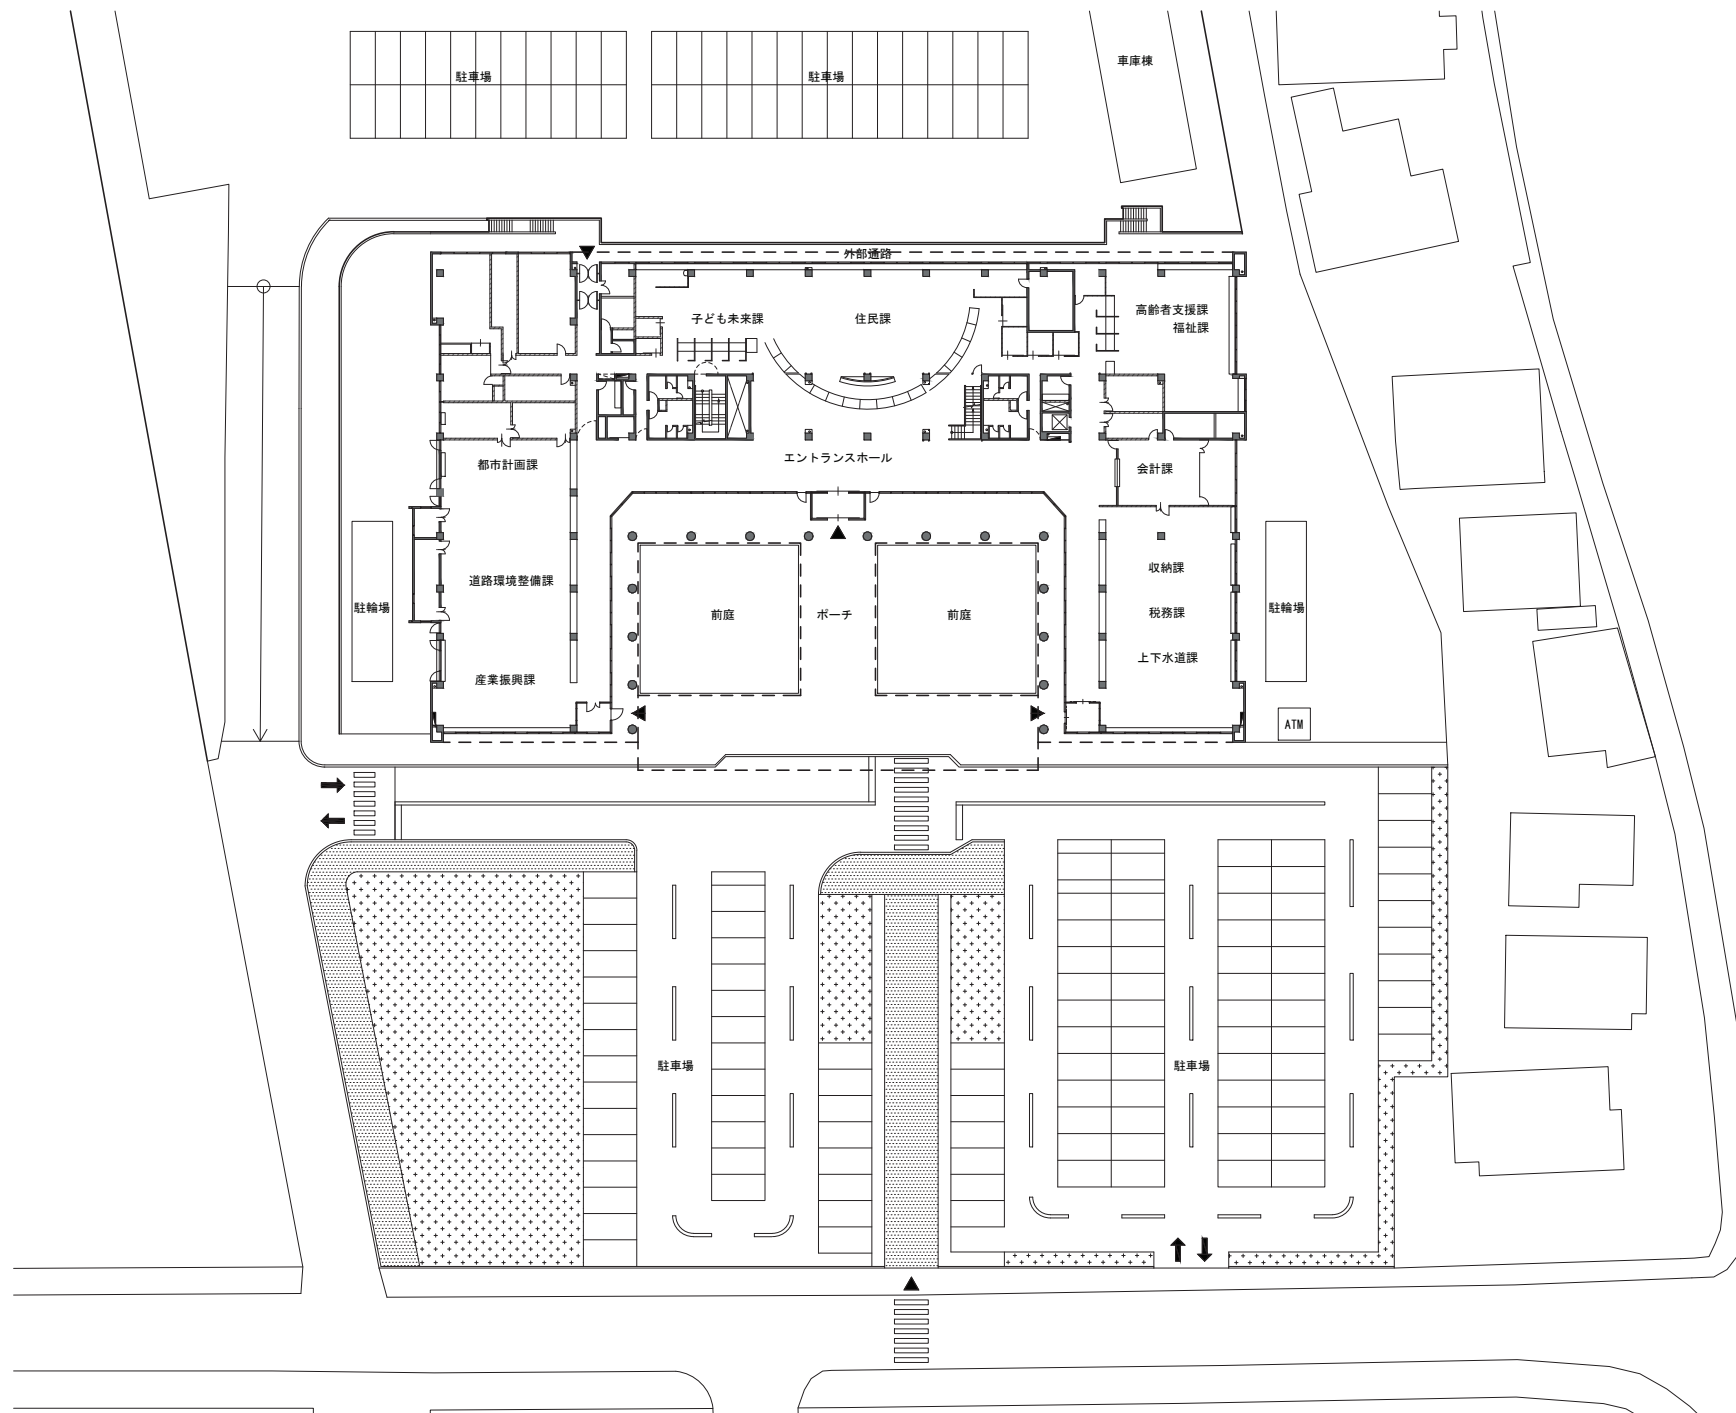 車庫棟
駐車場
駐車場
外部通路
高齢者支援課
福祉課
子ども未来課
住民課
エントランスホール
都市計画課
会計課
収納課
道路環境整備課
駐輪場
前庭
ポーチ
前庭
税務課
駐輪場
上下水道課
産業振興課
ATM
駐車場
駐車場